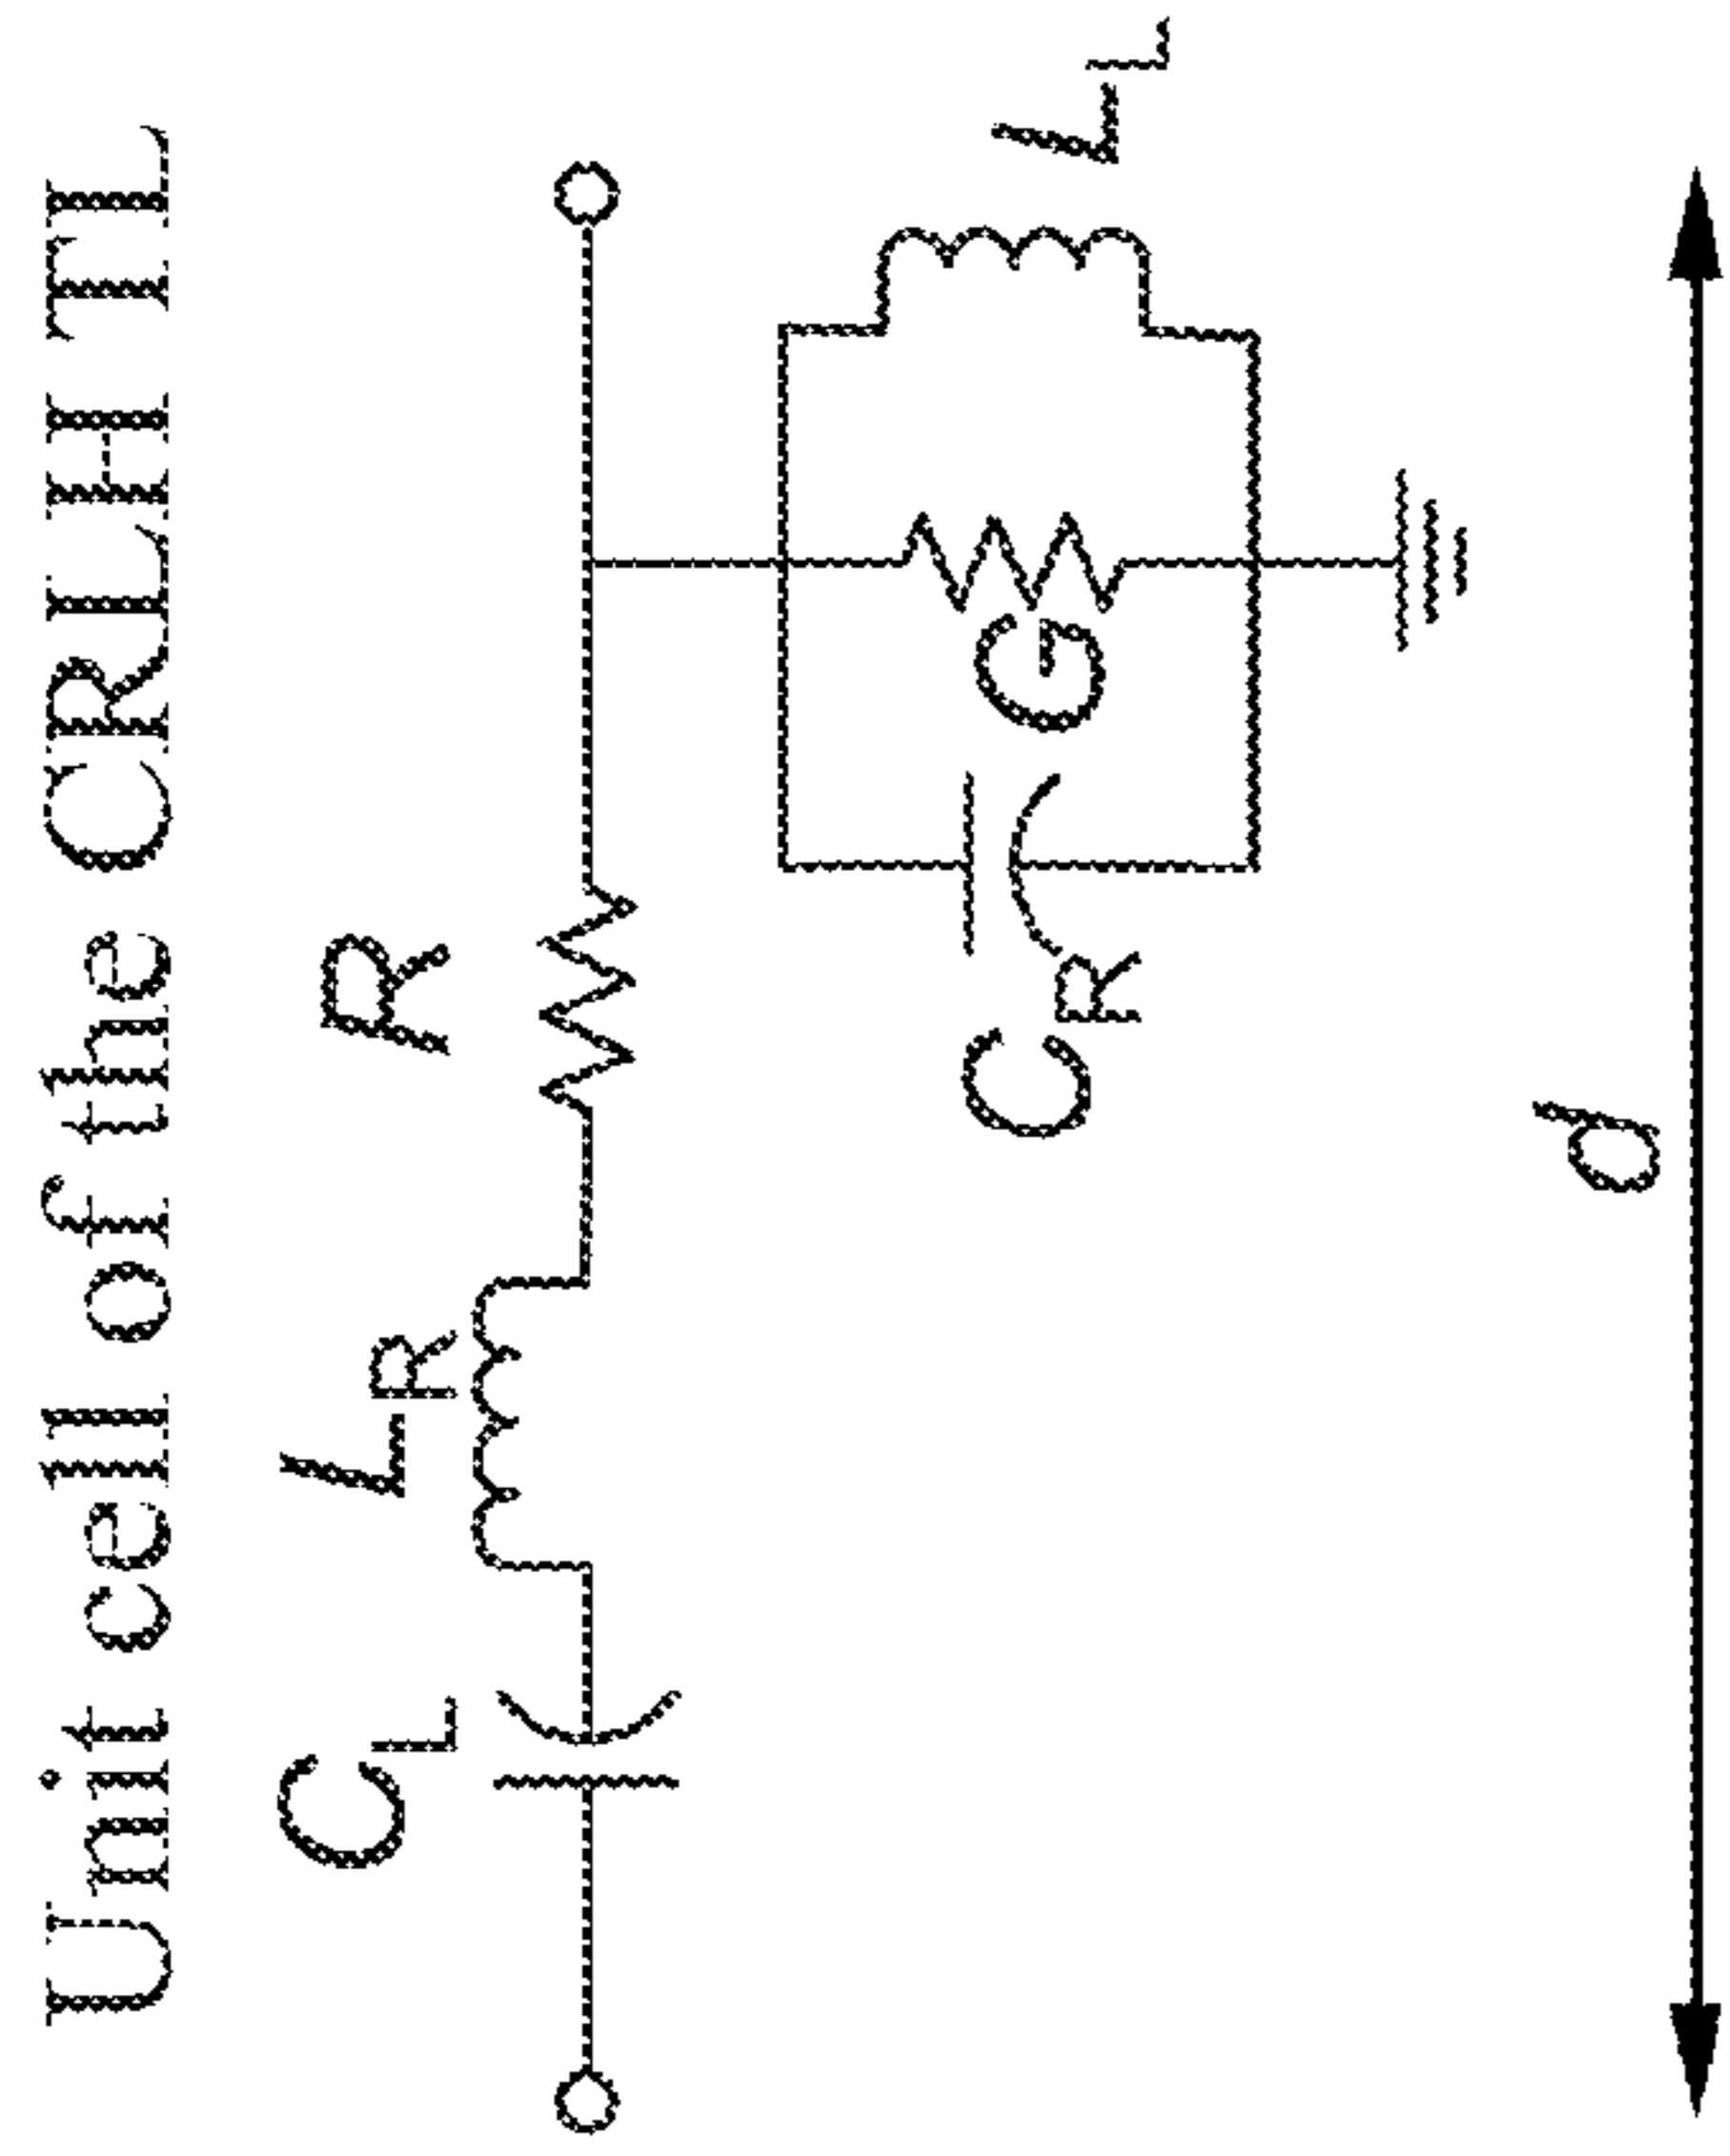 Unit cell of the CRLH TL
C_L
L_R
R
C_R
G
L_L
d